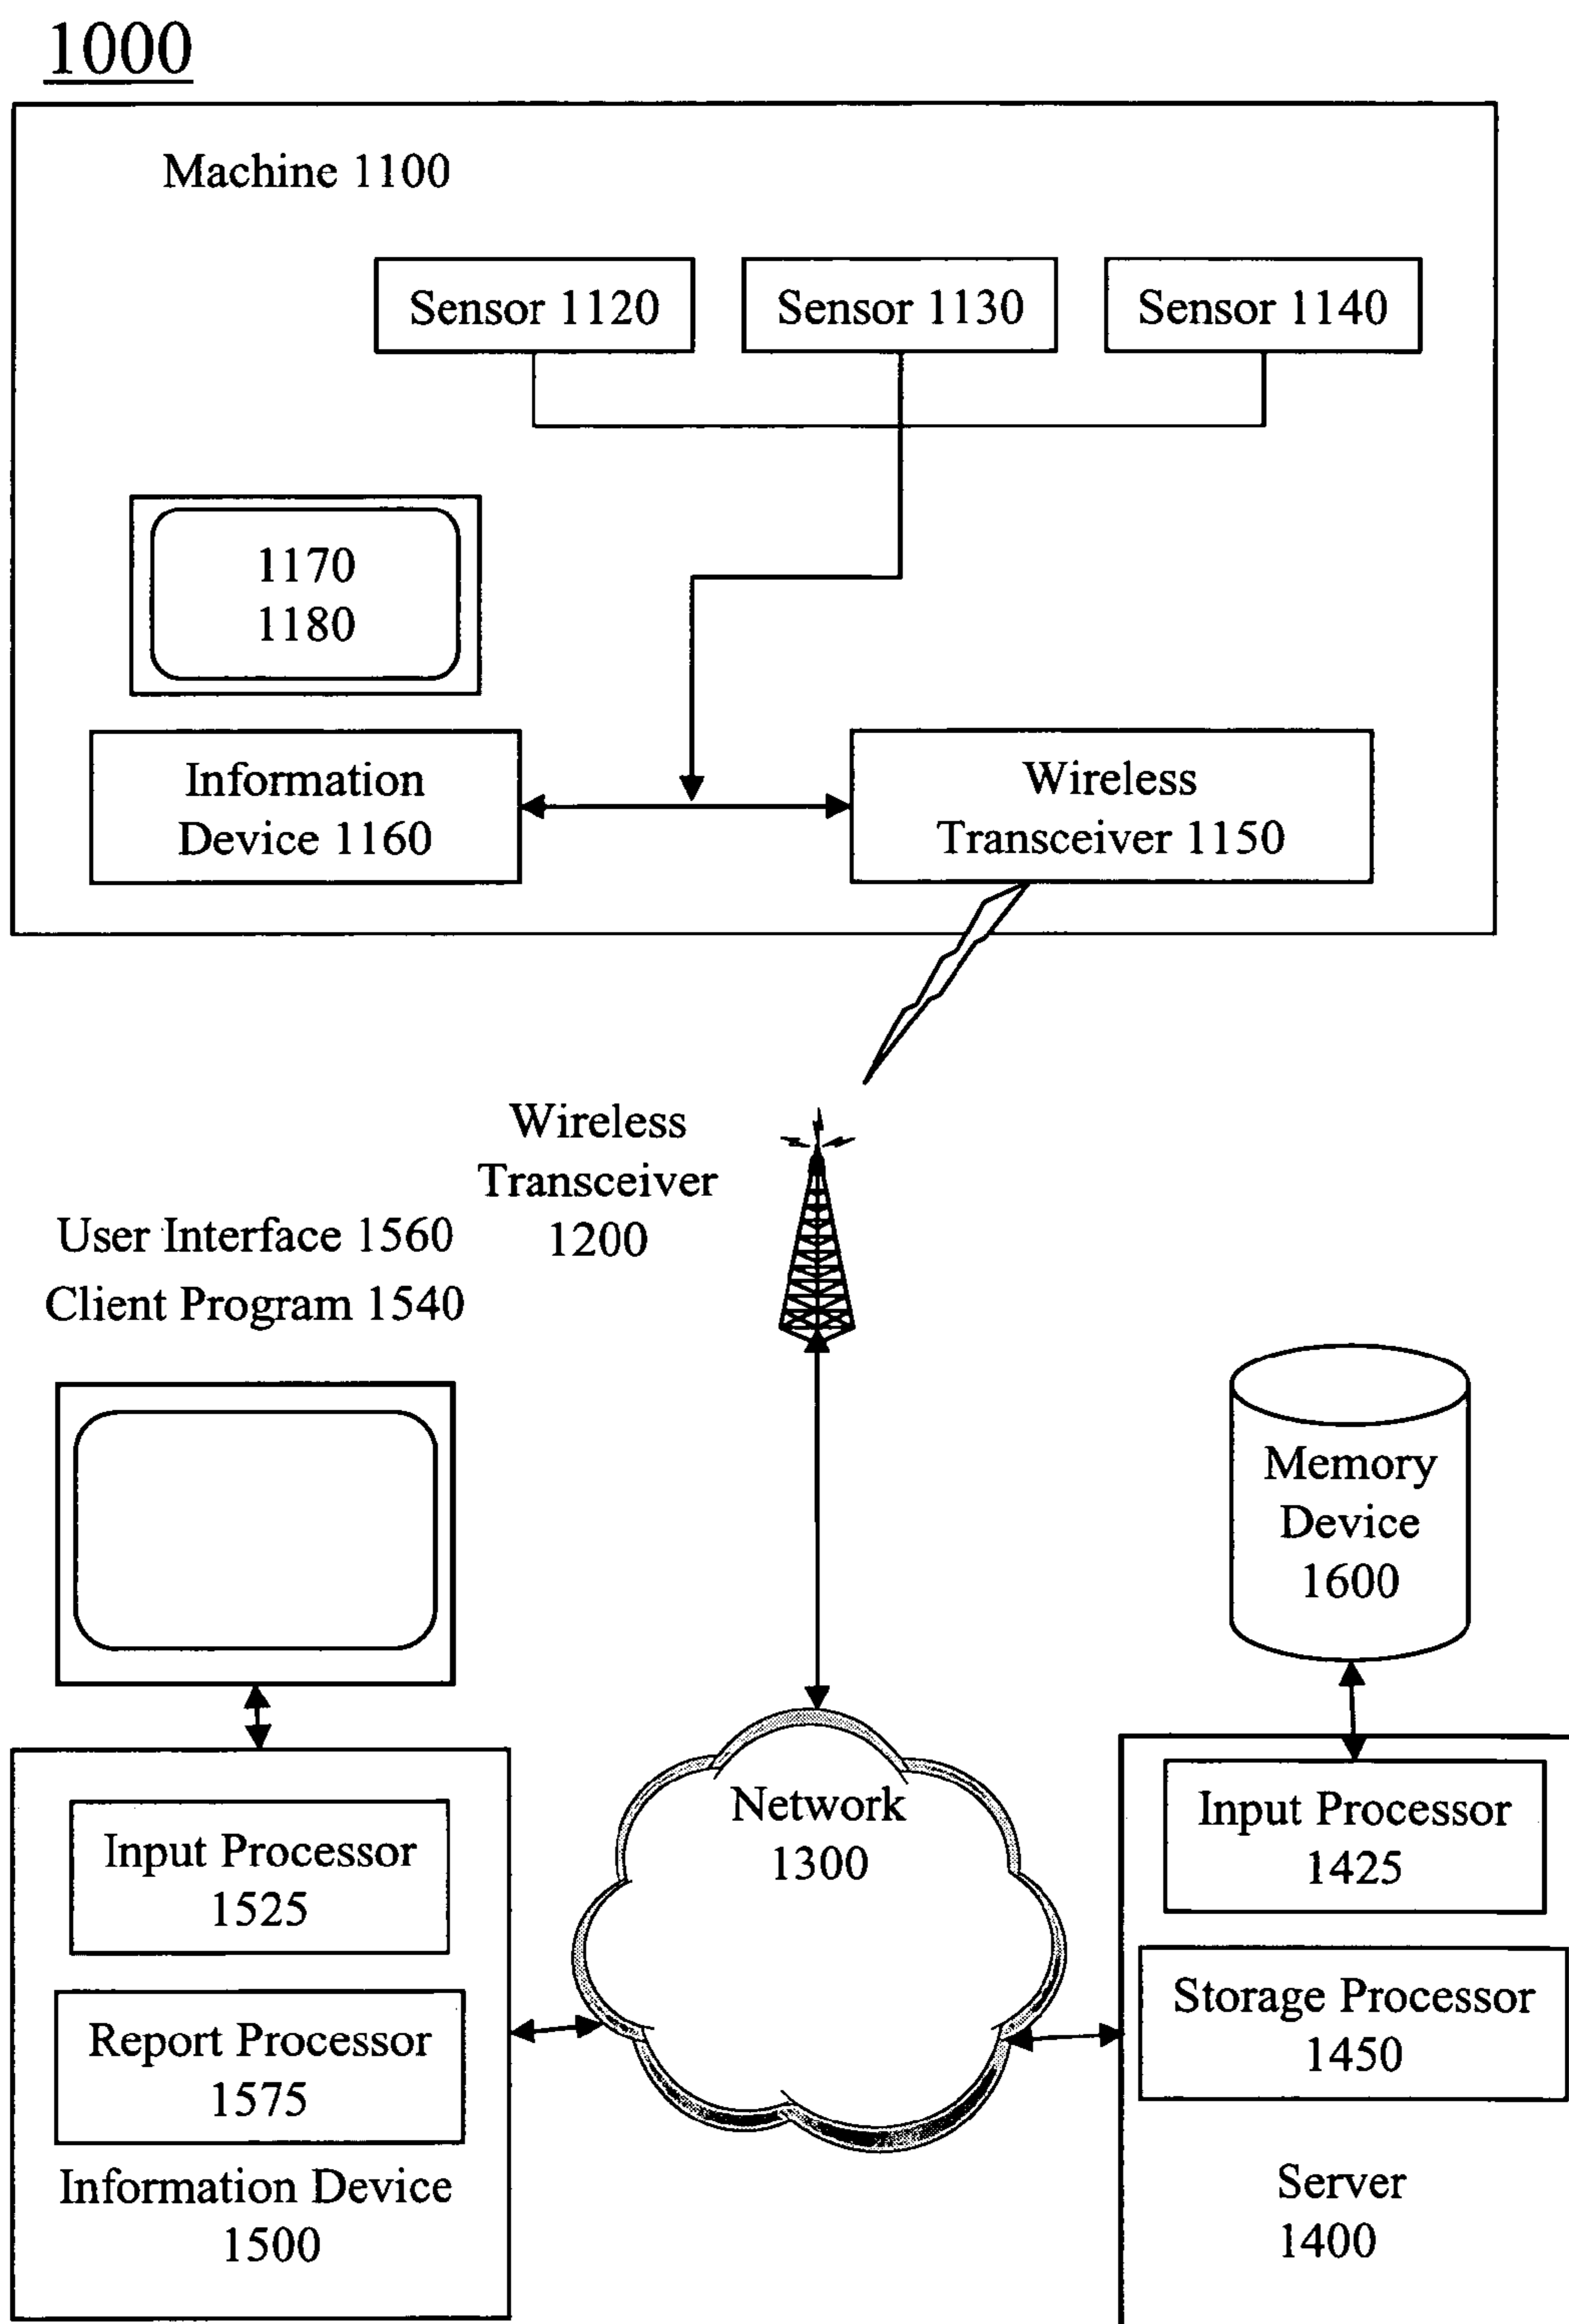 1000
Machine 1100
Sensor 1120
Sensor 1130
Sensor 1140
1170
1180
Information
Device 1160
Wireless
Transceiver 1150
Wireless
Transceiver
1200
User Interface 1560
Client Program 1540
Memory
Device
1600
Network
1300
Input Processor
1525
Report Processor
1575
Information Device
1500
Input Processor
1425
Storage Processor
1450
Server
1400